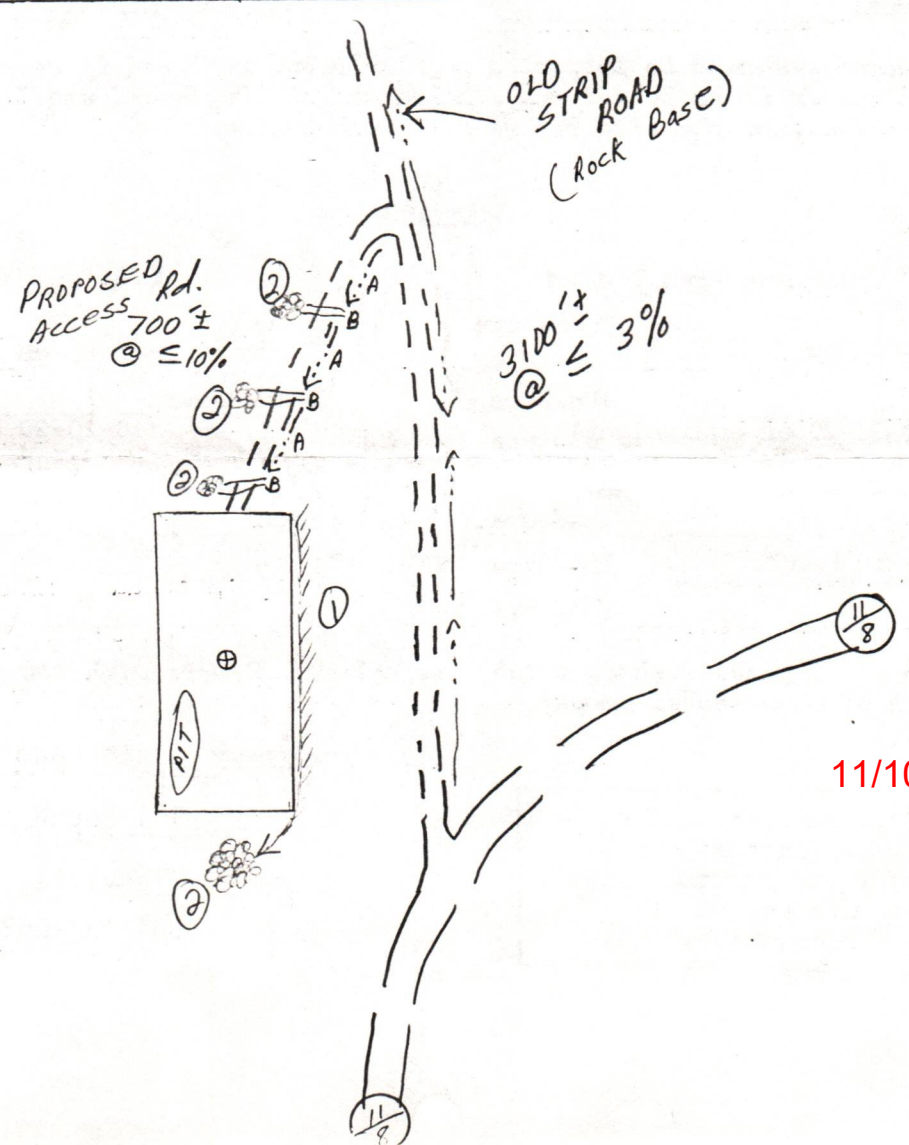 OLD
STRIP
ROAD
(Rock Base)
PROPOSED
ACCESS Rd.
700'±
@ ≤10%
3100'±
@ ≤ 3%
②
A
B
②
A
B
②
A
B
①
⊕
PIT
②
11/8
11/10
11/8